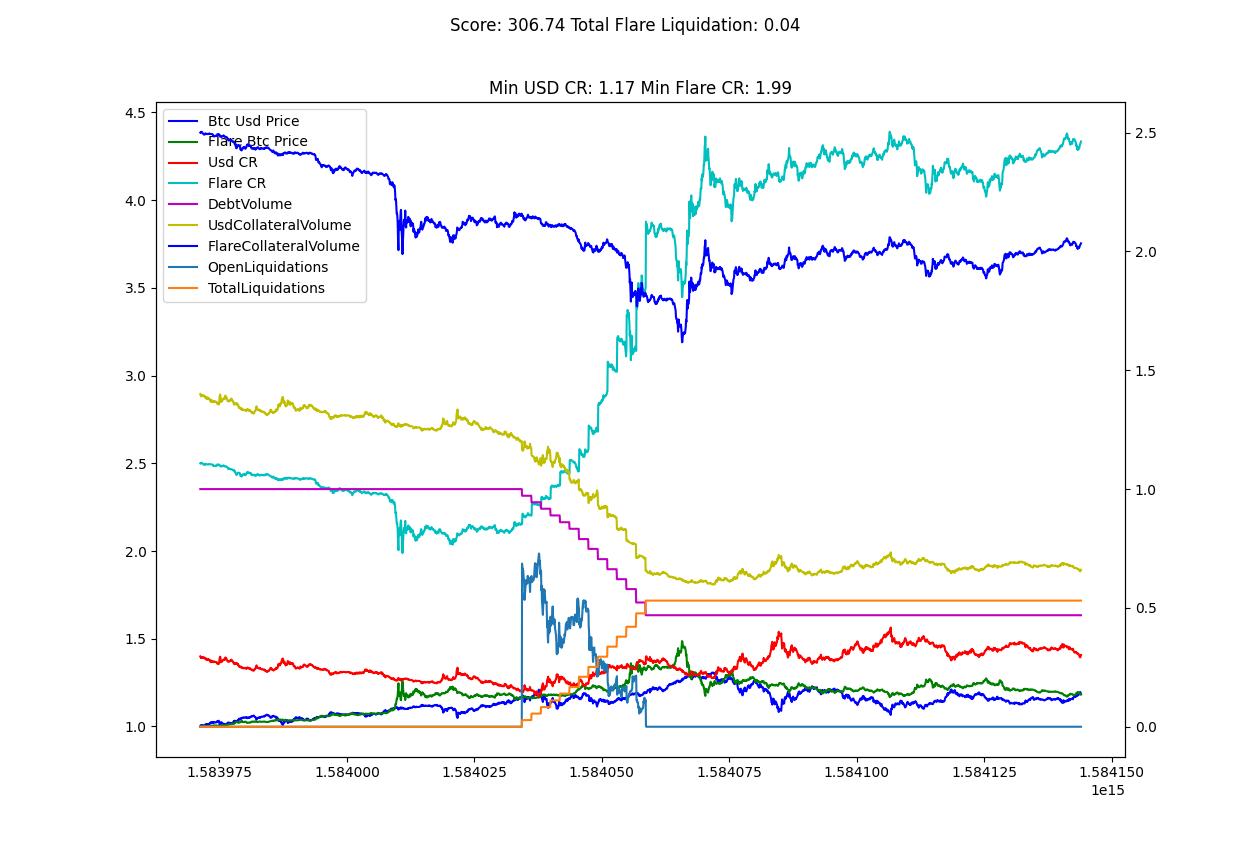 Score: 306.74 Total Flare Liquidation: 0.04
Min USD CR: 1.17 Min Flare CR: 1.99
Btc Usd Price
Flare Btc Price
Usd CR
Flare CR
DebtVolume
UsdCollateralVolume
FlareCollateralVolume
OpenLiquidations
TotalLiquidations
4.5
4.0
3.5
3.0
2.5
2.0
1.5
1.0
2.5
2.0
1.5
1.0
0.5
0.0
1.583975 1.584000 1.584025 1.584050 1.584075 1.584100 1.584125 1.584150
1e15